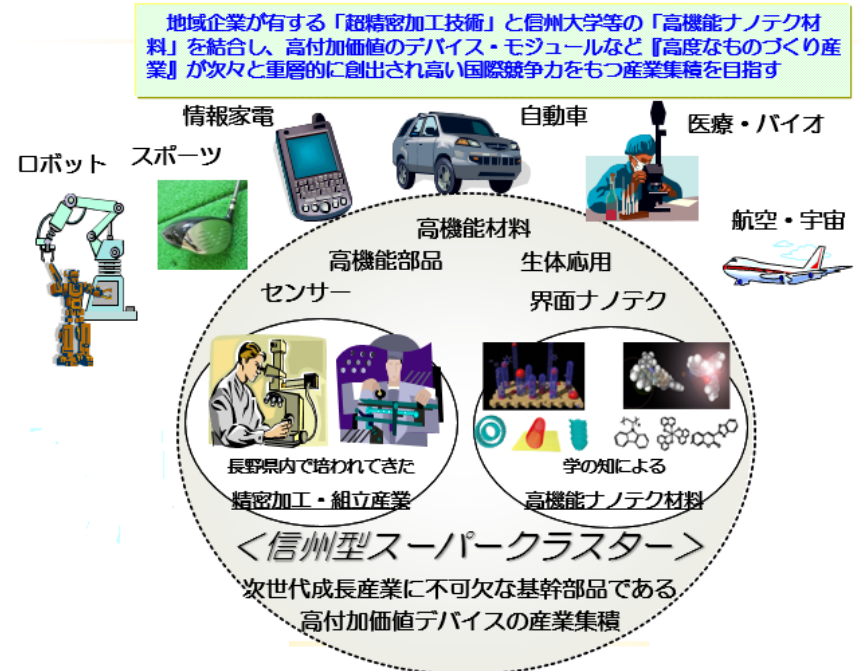 地域企業が有する「超精密加工技術」と信州大学等の「高機能ナノテク材
料」を結合し、高付加価値のデバイス・モジュールなど『高度なものづくり産
業』が次々と重層的に創出され高い国際競争力をもつ産業集積を目指す
情報家電
自動車
医療・バイオ
ロボット
スポーツ
航空・宇宙
高機能材料
高機能部品
生体応用
センサー
界面ナノテク
長野県内で培われてきた
精密加工・組立産業
学の知による
高機能ナノテク材料
＜信州型スーパークラスター＞
次世代成長産業に不可欠な基幹部品である
高付加価値デバイスの産業集積